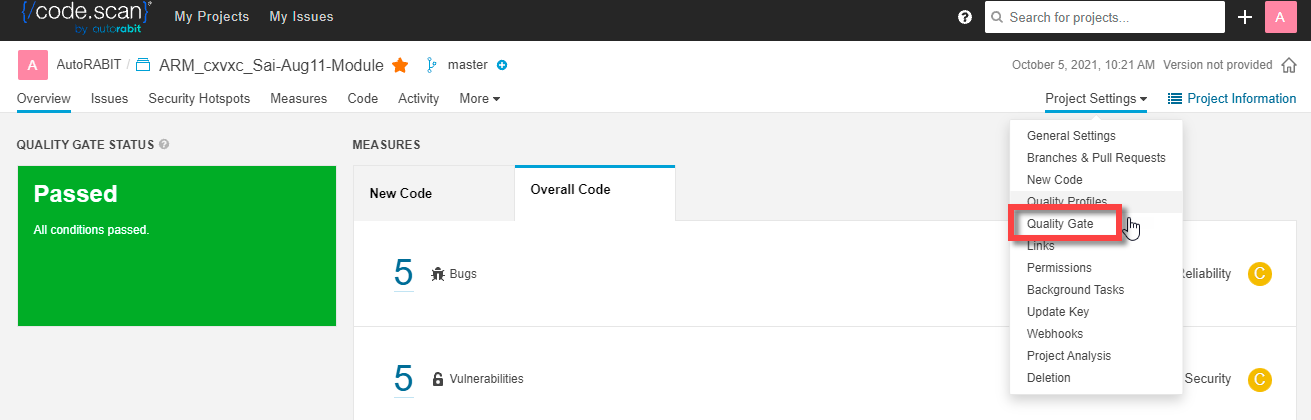 {/code.scan} My Projects My Issues ? Search for projects... A
by autorabit
A AutoRABIT / ARM_cxvxc_Sai-Aug11-Module master October 5, 2021, 10:21 AM Version not provided
Overview Issues Security Hotspots Measures Code Activity More Project Settings Project Information
General Settings
QUALITY GATE STATUS ? MEASURES
Branches & Pull Requests
New Code
Passed
New Code Overall Code
Quality Profiles
All conditions passed.
Quality Gate
Links
Permissions
5 Bugs Reliability C
Background Tasks
Update Key
Webhooks
Project Analysis
5 Vulnerabilities Security C
Deletion